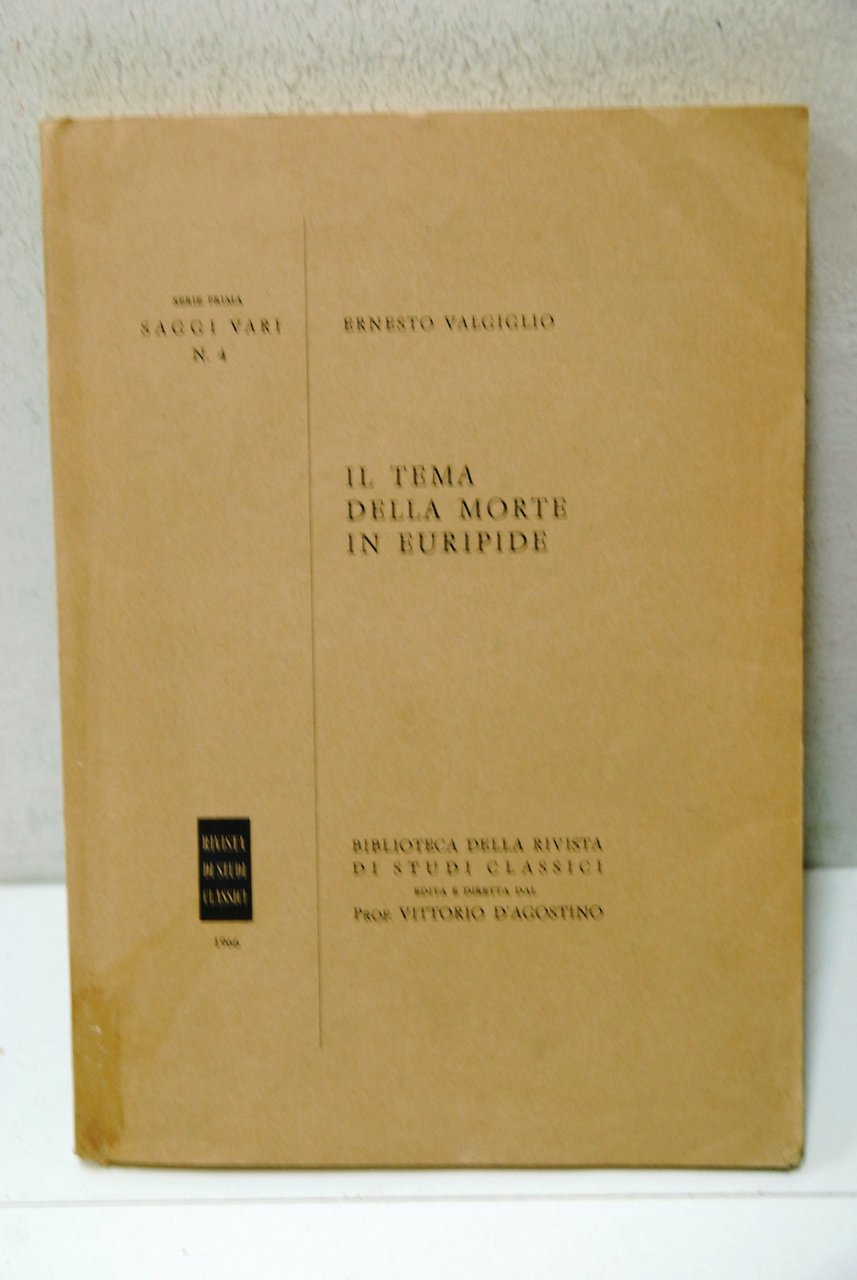 SERIE PRIMA
SAGGI VARI
N. 4
ERNESTO VALGIGLIO
IL TEMA
DELLA MORTE
IN EURIPIDE
RIVISTA
DI STUDI
CLASSICI
1966
BIBLIOTECA DELLA RIVISTA
DI STUDI CLASSICI
EDITA E DIRETTA DAL
PROF. VITTORIO D'AGOSTINO